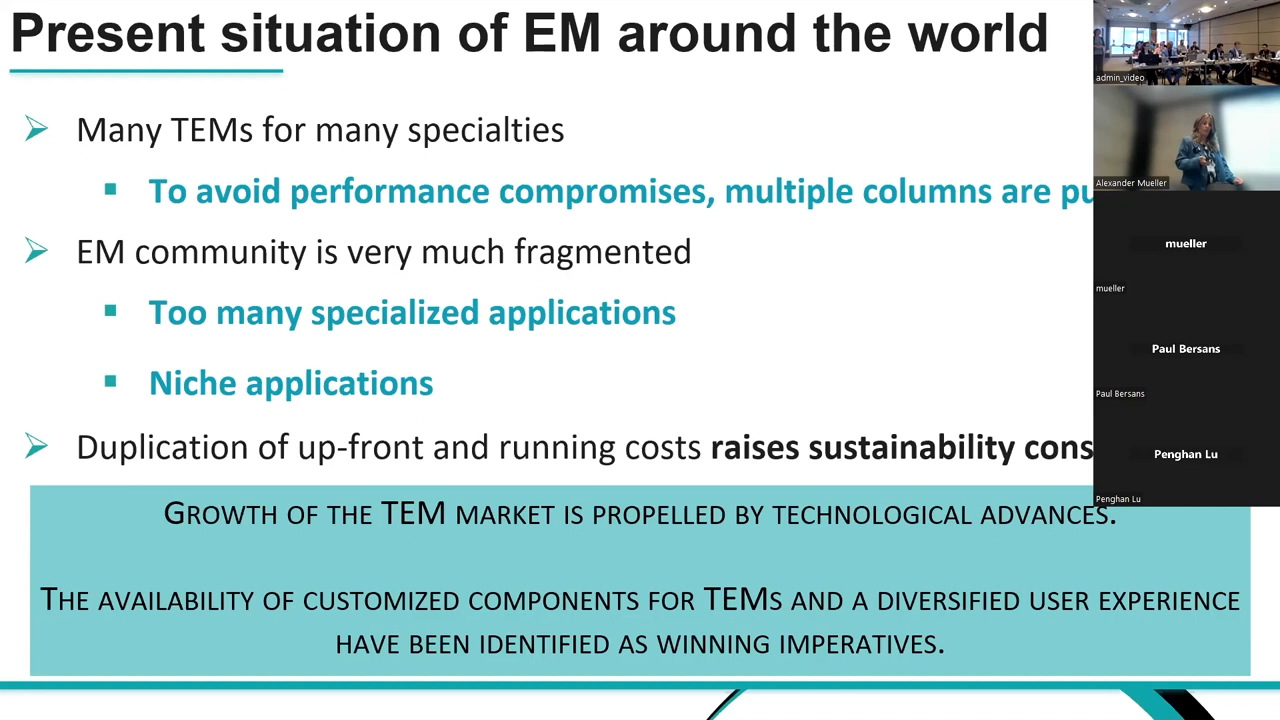 Present situation of EM around the world
Many TEMs for many specialties
To avoid performance compromises, multiple columns are
EM community is very much fragmented
Too many specialized applications
Niche applications
Duplication of up-front and running costs raises sustainability
GROWTH OF THE TEM MARKET IS PROPELLED BY TECHNOLOGICAL ADVANCES.
THE AVAILABILITY OF CUSTOMIZED COMPONENTS FOR TEMS AND A DIVERSIFIED USER EXPERIENCE
HAVE BEEN IDENTIFIED AS WINNING IMPERATIVES.
admin_video
Alexander Mueller
mueller
mueller
Paul Bersans
Paul Bersans
Penghan Lu
Penghan Lu